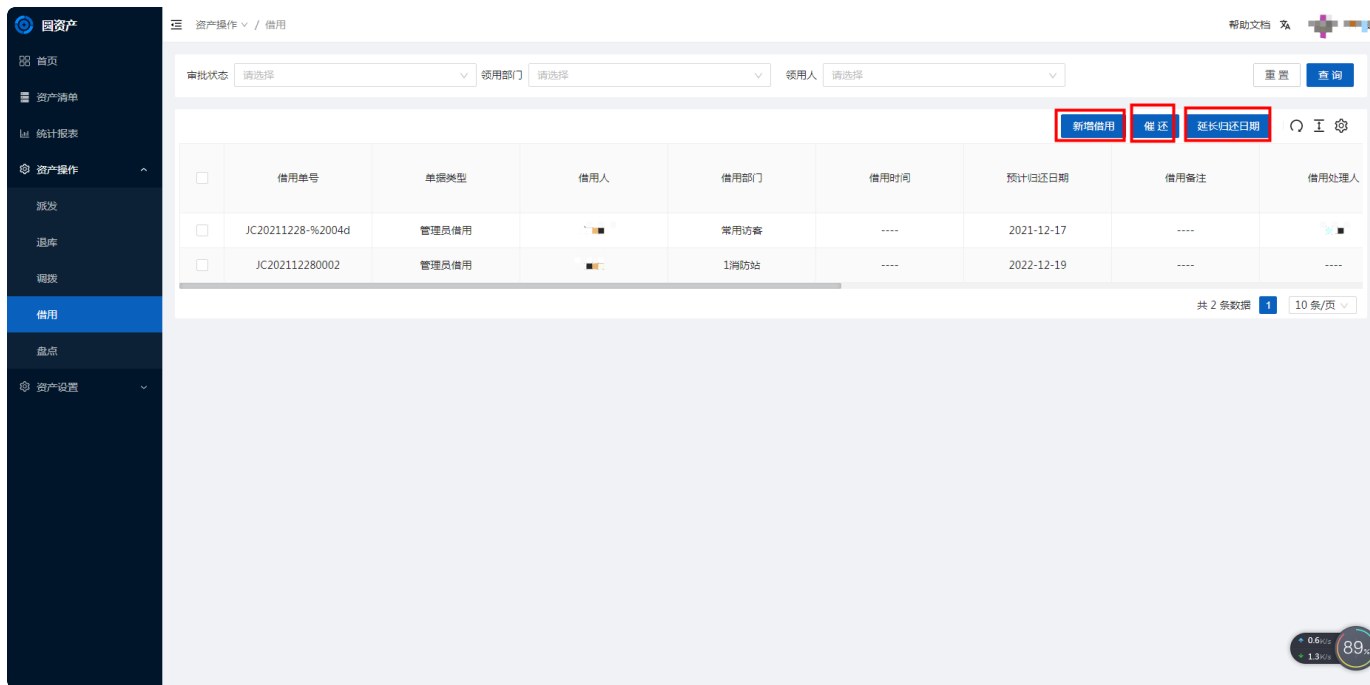 圆资产
资产操作 / 借用
帮助文档
首页
资产清单
统计报表
资产操作
派发
退库
调拨
借用
盘点
资产设置
审批状态 请选择 领用部门 请选择 领用人 请选择 重置 查询
新增借用 催还 延长归还日期
借用单号 单据类型 借用人 借用部门 借用时间 预计归还日期 借用备注 借用处理人
JC20211228-%2004d 管理员借用 常用访客 ---- 2021-12-17 ----
JC202112280002 管理员借用 1消防站 ---- 2022-12-19 ---- ----
共 2 条数据 1 10 条/页
0.6K/s
1.3K/s
89%